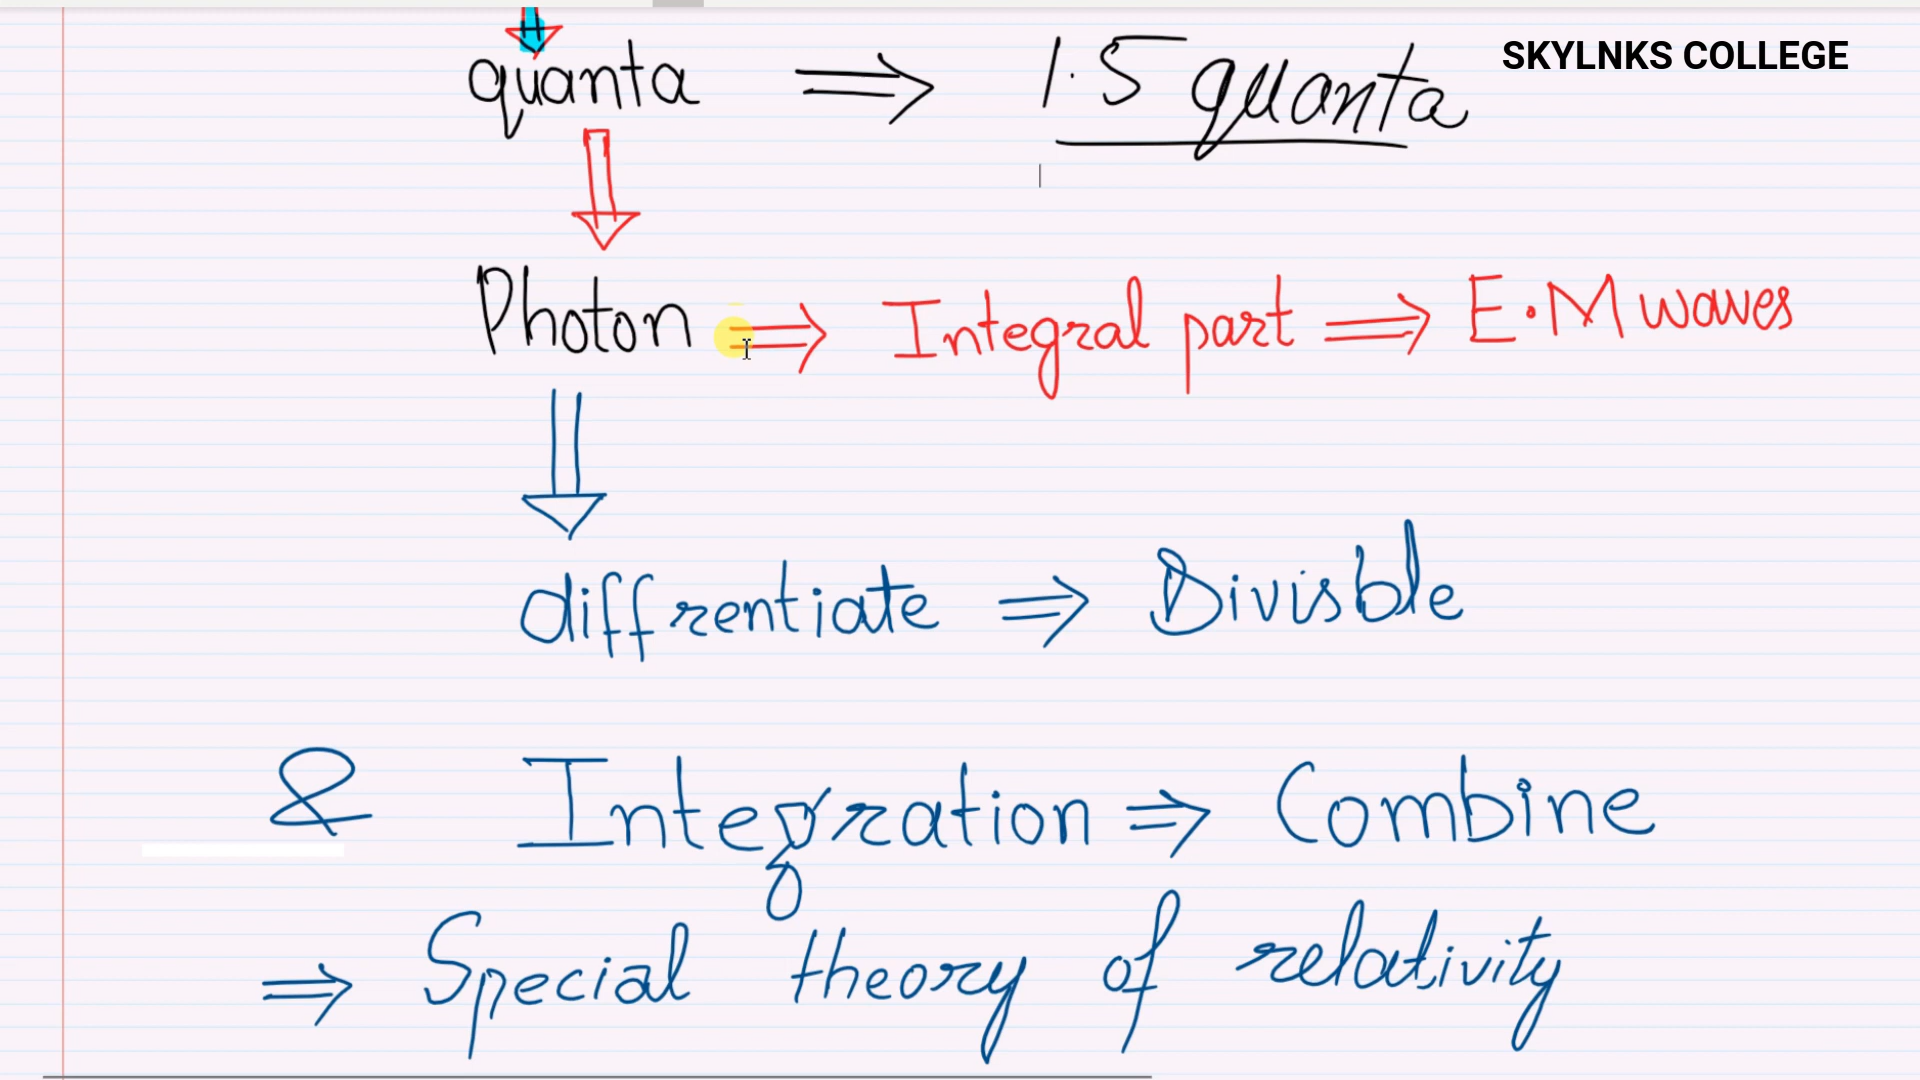 SKYLNKS COLLEGE
quanta ⇒ 1.5 quanta
Photon ⇒ Integral part ⇒ E.M waves
diffrentiate ⇒ Divisble
& Integration ⇒ Combine
⇒ Special theory of relativity